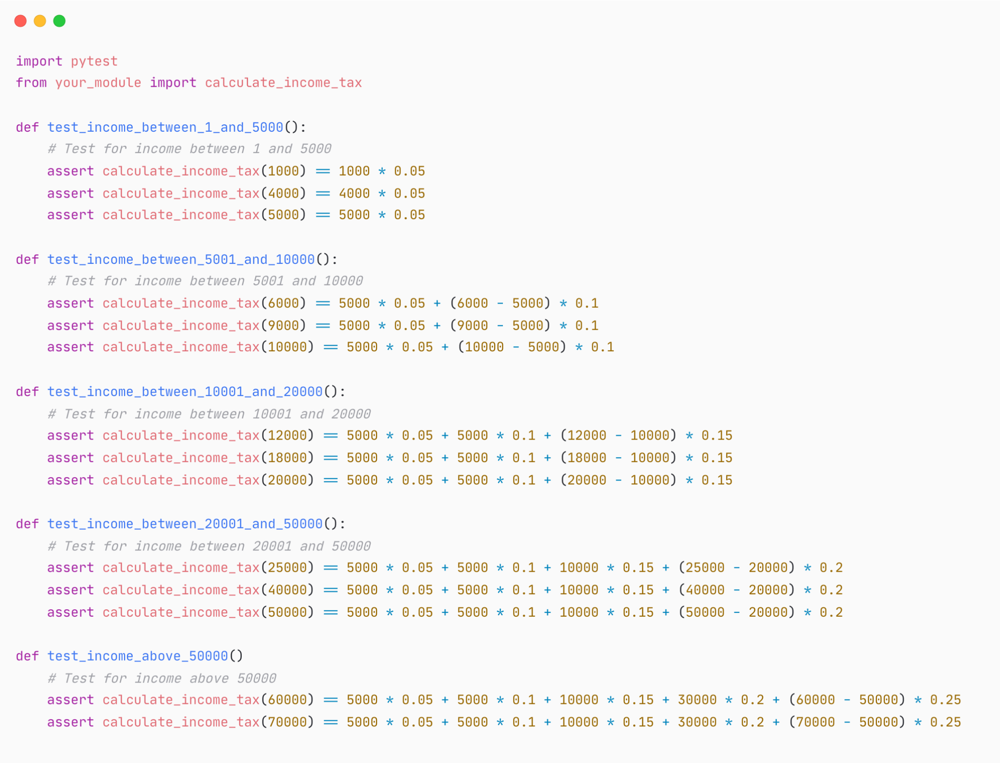 import pytest
from your_module import calculate_income_tax

def test_income_between_1_and_5000():
    # Test for income between 1 and 5000
    assert calculate_income_tax(1000) == 1000 * 0.05
    assert calculate_income_tax(4000) == 4000 * 0.05
    assert calculate_income_tax(5000) == 5000 * 0.05

def test_income_between_5001_and_10000():
    # Test for income between 5001 and 10000
    assert calculate_income_tax(6000) == 5000 * 0.05 + (6000 - 5000) * 0.1
    assert calculate_income_tax(9000) == 5000 * 0.05 + (9000 - 5000) * 0.1
    assert calculate_income_tax(10000) == 5000 * 0.05 + (10000 - 5000) * 0.1

def test_income_between_10001_and_20000():
    # Test for income between 10001 and 20000
    assert calculate_income_tax(12000) == 5000 * 0.05 + 5000 * 0.1 + (12000 - 10000) * 0.15
    assert calculate_income_tax(18000) == 5000 * 0.05 + 5000 * 0.1 + (18000 - 10000) * 0.15
    assert calculate_income_tax(20000) == 5000 * 0.05 + 5000 * 0.1 + (20000 - 10000) * 0.15

def test_income_between_20001_and_50000():
    # Test for income between 20001 and 50000
    assert calculate_income_tax(25000) == 5000 * 0.05 + 5000 * 0.1 + 10000 * 0.15 + (25000 - 20000) * 0.2
    assert calculate_income_tax(40000) == 5000 * 0.05 + 5000 * 0.1 + 10000 * 0.15 + (40000 - 20000) * 0.2
    assert calculate_income_tax(50000) == 5000 * 0.05 + 5000 * 0.1 + 10000 * 0.15 + (50000 - 20000) * 0.2

def test_income_above_50000()
    # Test for income above 50000
    assert calculate_income_tax(60000) == 5000 * 0.05 + 5000 * 0.1 + 10000 * 0.15 + 30000 * 0.2 + (60000 - 50000) * 0.25
    assert calculate_income_tax(70000) == 5000 * 0.05 + 5000 * 0.1 + 10000 * 0.15 + 30000 * 0.2 + (70000 - 50000) * 0.25